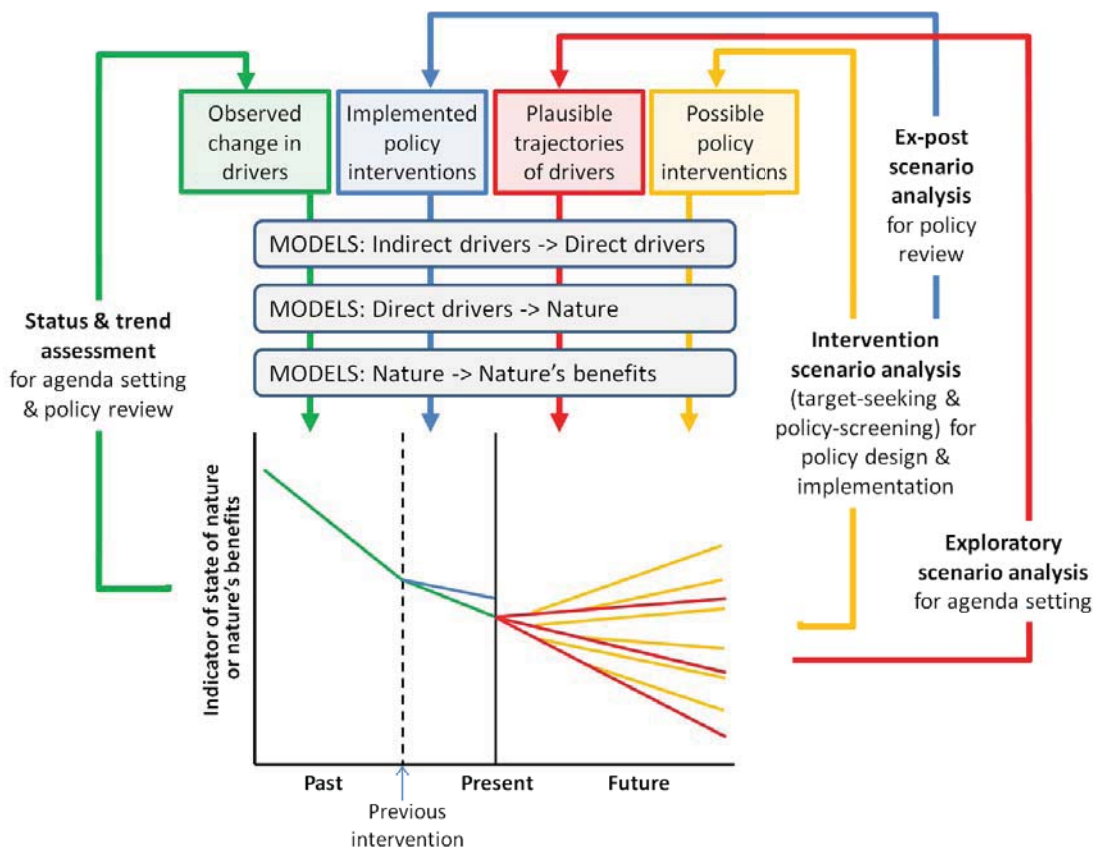 Observed
change in
drivers
Implemented
policy
interventions
Plausible
trajectories
of drivers
Possible
policy
interventions
Ex-post
scenario
analysis
for policy
review
MODELS: Indirect drivers -> Direct drivers
MODELS: Direct drivers -> Nature
MODELS: Nature -> Nature's benefits
Status & trend
assessment
for agenda setting
& policy review
Intervention
scenario analysis
(target-seeking &
policy-screening) for
policy design &
implementation
Exploratory
scenario analysis
for agenda setting
Indicator of state of nature
or nature's benefits
Past
Present
Future
Previous
intervention